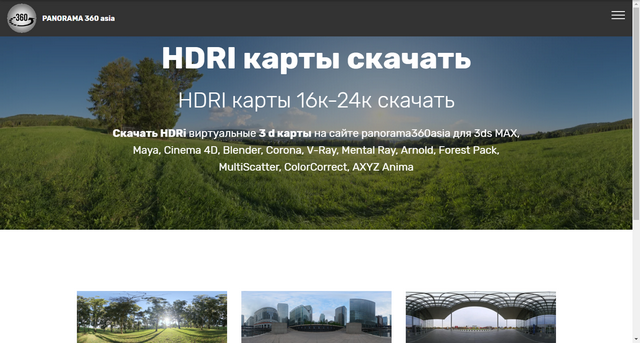 360
PANORAMA 360 asia
HDRI карты скачать
HDRI карты 16к-24к скачать
Скачать HDRi виртуальные 3 d карты на сайте panorama360asia для 3ds MAX,
Maya, Cinema 4D, Blender, Corona, V-Ray, Mental Ray, Arnold, Forest Pack,
MultiScatter, ColorCorrect, AXYZ Anima